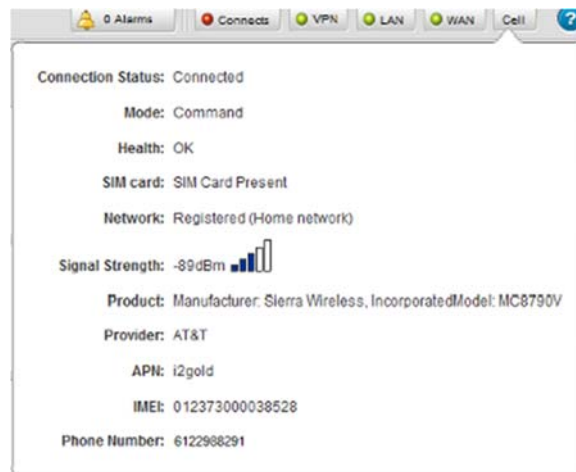 0 Alarms Connects VPN LAN WAN Cell ?
Connection Status: Connected
Mode: Command
Health: OK
SIM card: SIM Card Present
Network: Registered (Home network)
Signal Strength: -89dBm
Product: Manufacturer: Sierra Wireless, IncorporatedModel: MC8790V
Provider: AT&T
APN: i2gold
IMEI: 012373000038528
Phone Number: 6122988291